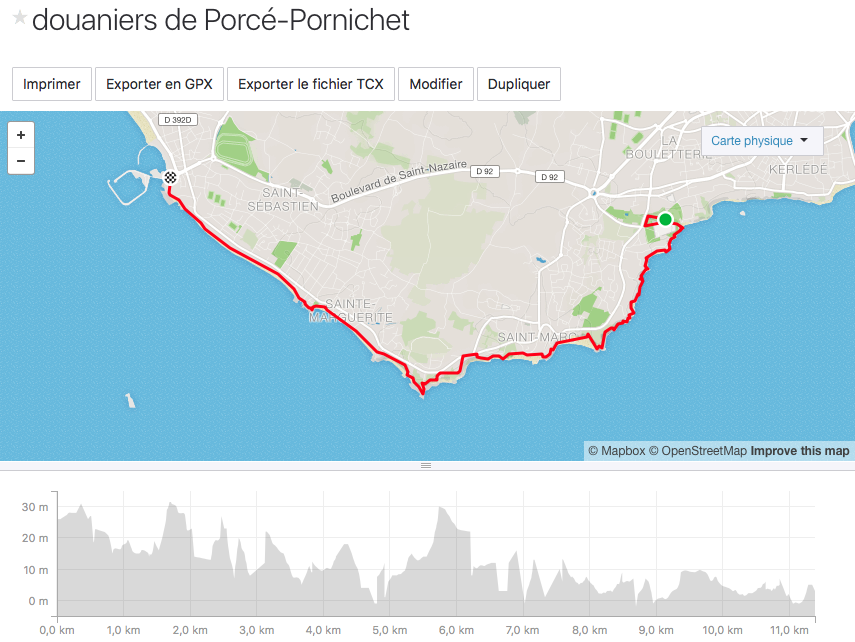 douaniers de Porcé-Pornichet
Imprimer
Exporter en GPX
Exporter le fichier TCX
Modifier
Dupliquer
+
−
D 392D
Carte physique
LA
BOULETTERIE
KERLÉDÉ
Boulevard de Saint-Nazaire
D 92
D 92
SAINT-
SÉBASTIEN
SAINTE-
MARGUERITE
SAINT-MARC
© Mapbox © OpenStreetMap Improve this map
30 m
20 m
10 m
0 m
0,0 km
1,0 km
2,0 km
3,0 km
4,0 km
5,0 km
6,0 km
7,0 km
8,0 km
9,0 km
10,0 km
11,0 km